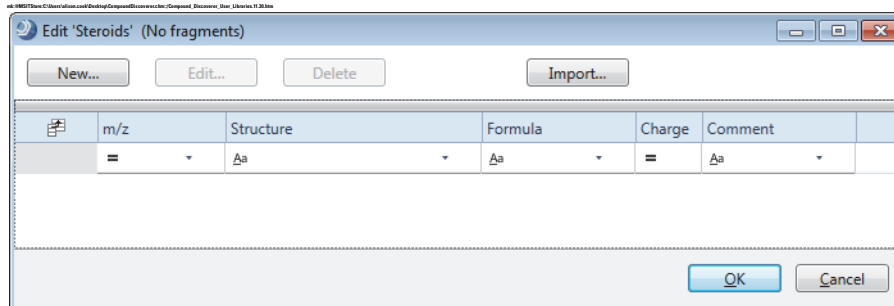 mk:@MSITStore:C:\Users\alison.cook\Desktop\CompoundDiscoverer.chm::/Compound_Discoverer_User_Libraries.11.30.htm
Edit 'Steroids' (No fragments)
New... Edit... Delete Import...
m/z Structure Formula Charge Comment
= Aa Aa = Aa
OK Cancel